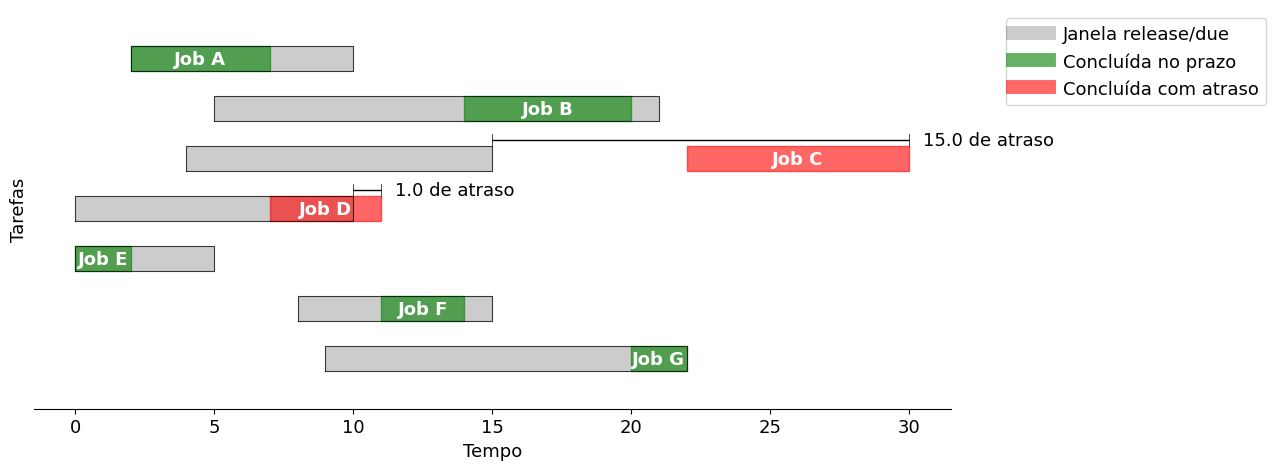 Job A
Job B
15.0 de atraso
Job C
1.0 de atraso
Job D
Job E
Job F
Job G
Tarefas
0 5 10 15 20 25 30
Tempo
Janela release/due
Concluída no prazo
Concluída com atraso